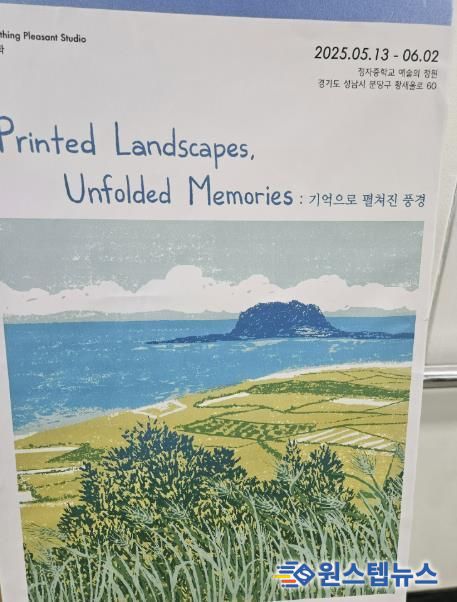 thing Pleasant Studio
2025.05.13 - 06.02
정자중학교 예술의 정원
경기도 성남시 분당구 황새울로 60
Printed Landscapes,
Unfolded Memories : 기억으로 펼쳐진 풍경
원스텝뉴스